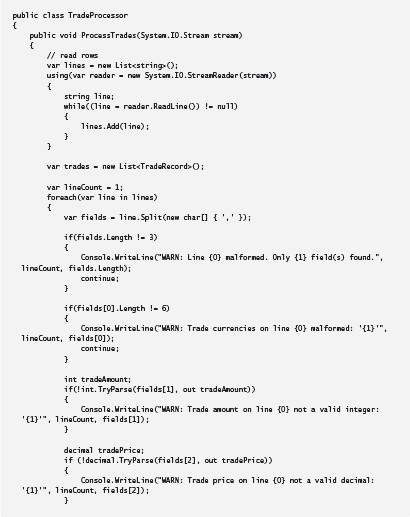 public class TradeProcessor
{
public void ProcessTrades(System.IO.Stream stream)
{
// read rows
var lines = new List<string>();
using(var reader = new System.IO.StreamReader(stream))
{
string line;
while((line = reader.ReadLine()) != null)
{
lines.Add(line);
}
}
var trades = new List<TradeRecord>();
var lineCount = 1;
foreach(var line in lines)
{
var fields = line.Split(new char[] { ',' });
if(fields.Length != 3)
{
Console.WriteLine("WARN: Line {0} malformed. Only {1} field(s) found.",
lineCount, fields.Length);
continue;
}
if(fields[0].Length != 6)
{
Console.WriteLine("WARN: Trade currencies on line {0} malformed: '{1}'",
lineCount, fields[0]);
continue;
}
int tradeAmount;
if(!int.TryParse(fields[1], out tradeAmount))
{
Console.WriteLine("WARN: Trade amount on line {0} not a valid integer:
'{1}'", lineCount, fields[1]);
}
decimal tradePrice;
if (!decimal.TryParse(fields[2], out tradePrice))
{
Console.WriteLine("WARN: Trade price on line {0} not a valid decimal:
'{1}'", lineCount, fields[2]);
}